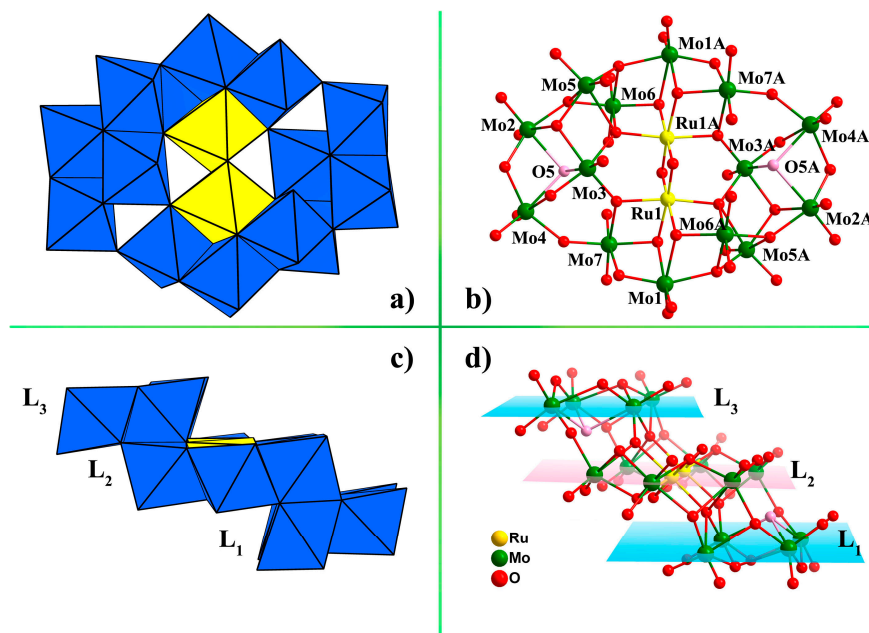 a)
Mo1A
Mo5
Mo6
Mo7A
Mo2
Ru1A
Mo4A
Mo3A
O5
O5A
Mo3
Ru1
Mo6A
Mo2A
Mo4
Mo7
Mo5A
Mo1
b)
c)
L3
L2
L1
d)
L3
L2
L1
Ru
Mo
O